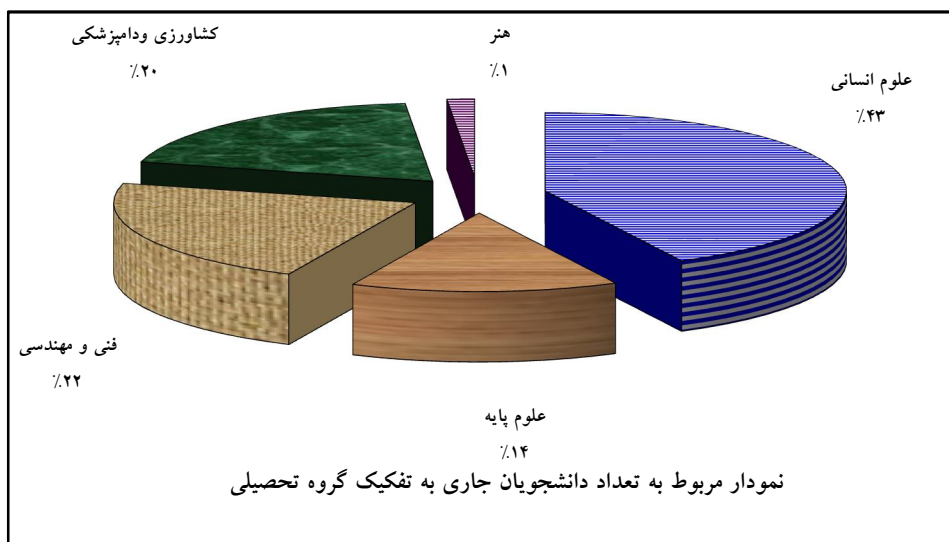 هنر
٪۱
کشاورزی ودامپزشکی
٪۲۰
علوم انسانی
٪۴۳
فنی و مهندسی
٪۲۲
علوم پایه
٪۱۴
نمودار مربوط به تعداد دانشجویان جاری به تفکیک گروه تحصیلی